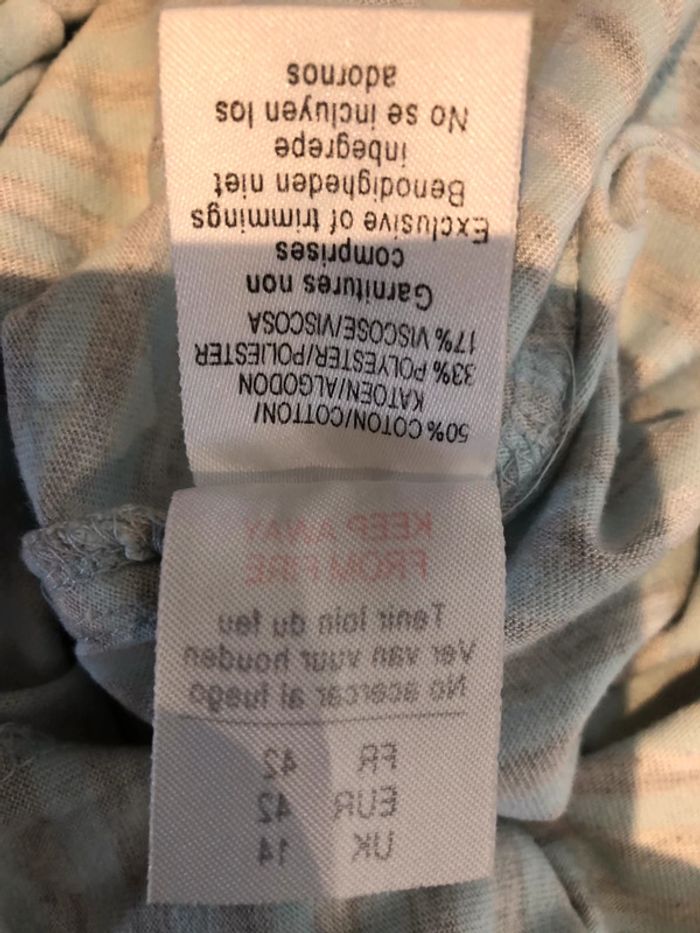 50% COTON/COTTON/
KATOEN/ALGODON
33% POLYESTER/POLIESTER
17% VISCOSE/VISCOSA
Garnitures non
comprises
Exclusive of trimmings
Benodigheden niet
inbegrepe
No se incluyen los
adornos
KEEP AWAY
FROM FIRE
Tenir loin du feu
Ver van vuur houden
No acercar al fuego
FR 42
EUR 42
UK 14